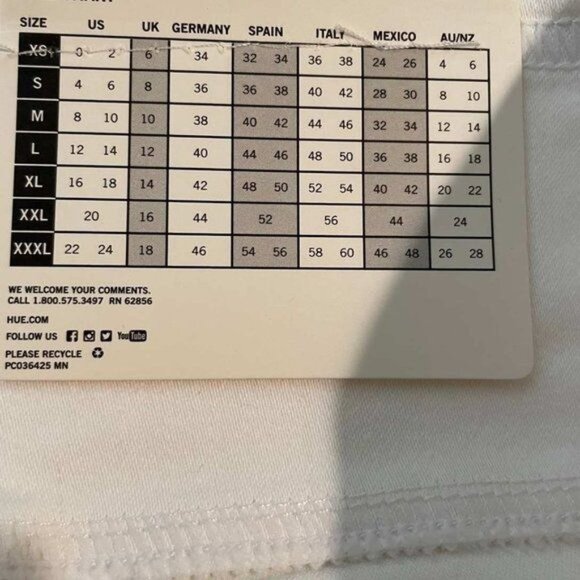 SIZE US UK GERMANY SPAIN ITALY MEXICO AU/NZ
XS 0 2 6 34 32 34 36 38 24 26 4 6
S 4 6 8 36 36 38 40 42 28 30 8 10
M 8 10 10 38 40 42 44 46 32 34 12 14
L 12 14 12 40 44 46 48 50 36 38 16 18
XL 16 18 14 42 48 50 52 54 40 42 20 22
XXL 20 16 44 52 56 44 24
XXXL 22 24 18 46 54 56 58 60 46 48 26 28
WE WELCOME YOUR COMMENTS.
CALL 1.800.575.3497 RN 62856
HUE.COM
FOLLOW US YouTube
PLEASE RECYCLE
PC036425 MN